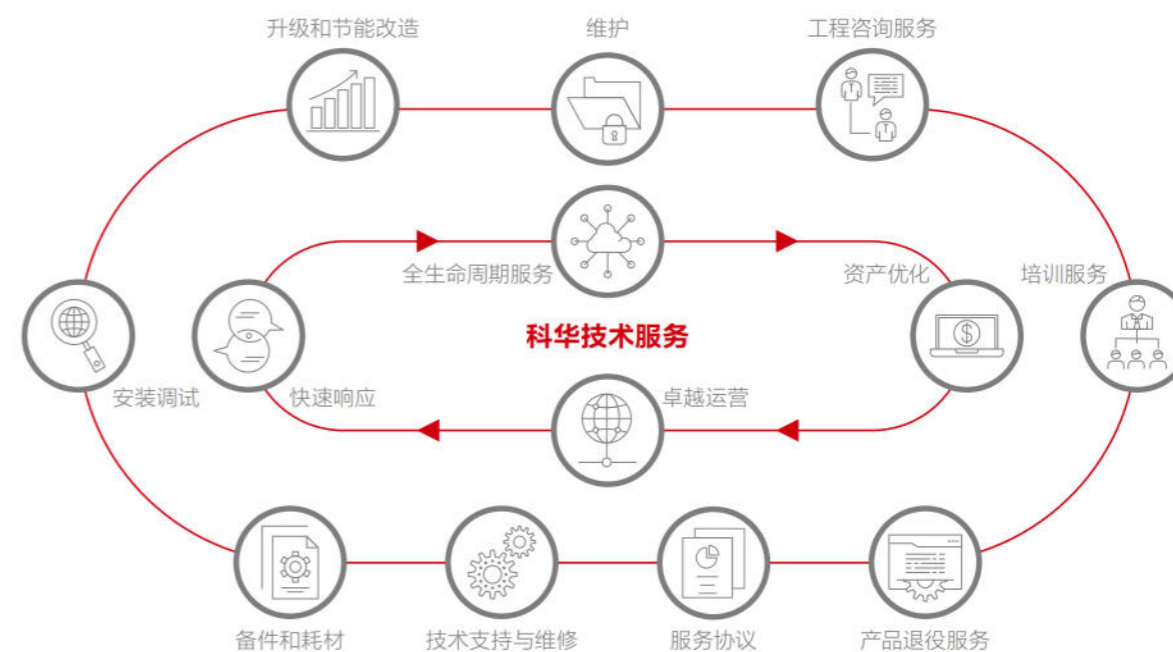 升级和节能改造
维护
工程咨询服务
全生命周期服务
资产优化
培训服务
科华技术服务
安装调试
快速响应
卓越运营
备件和耗材
技术支持与维修
服务协议
产品退役服务